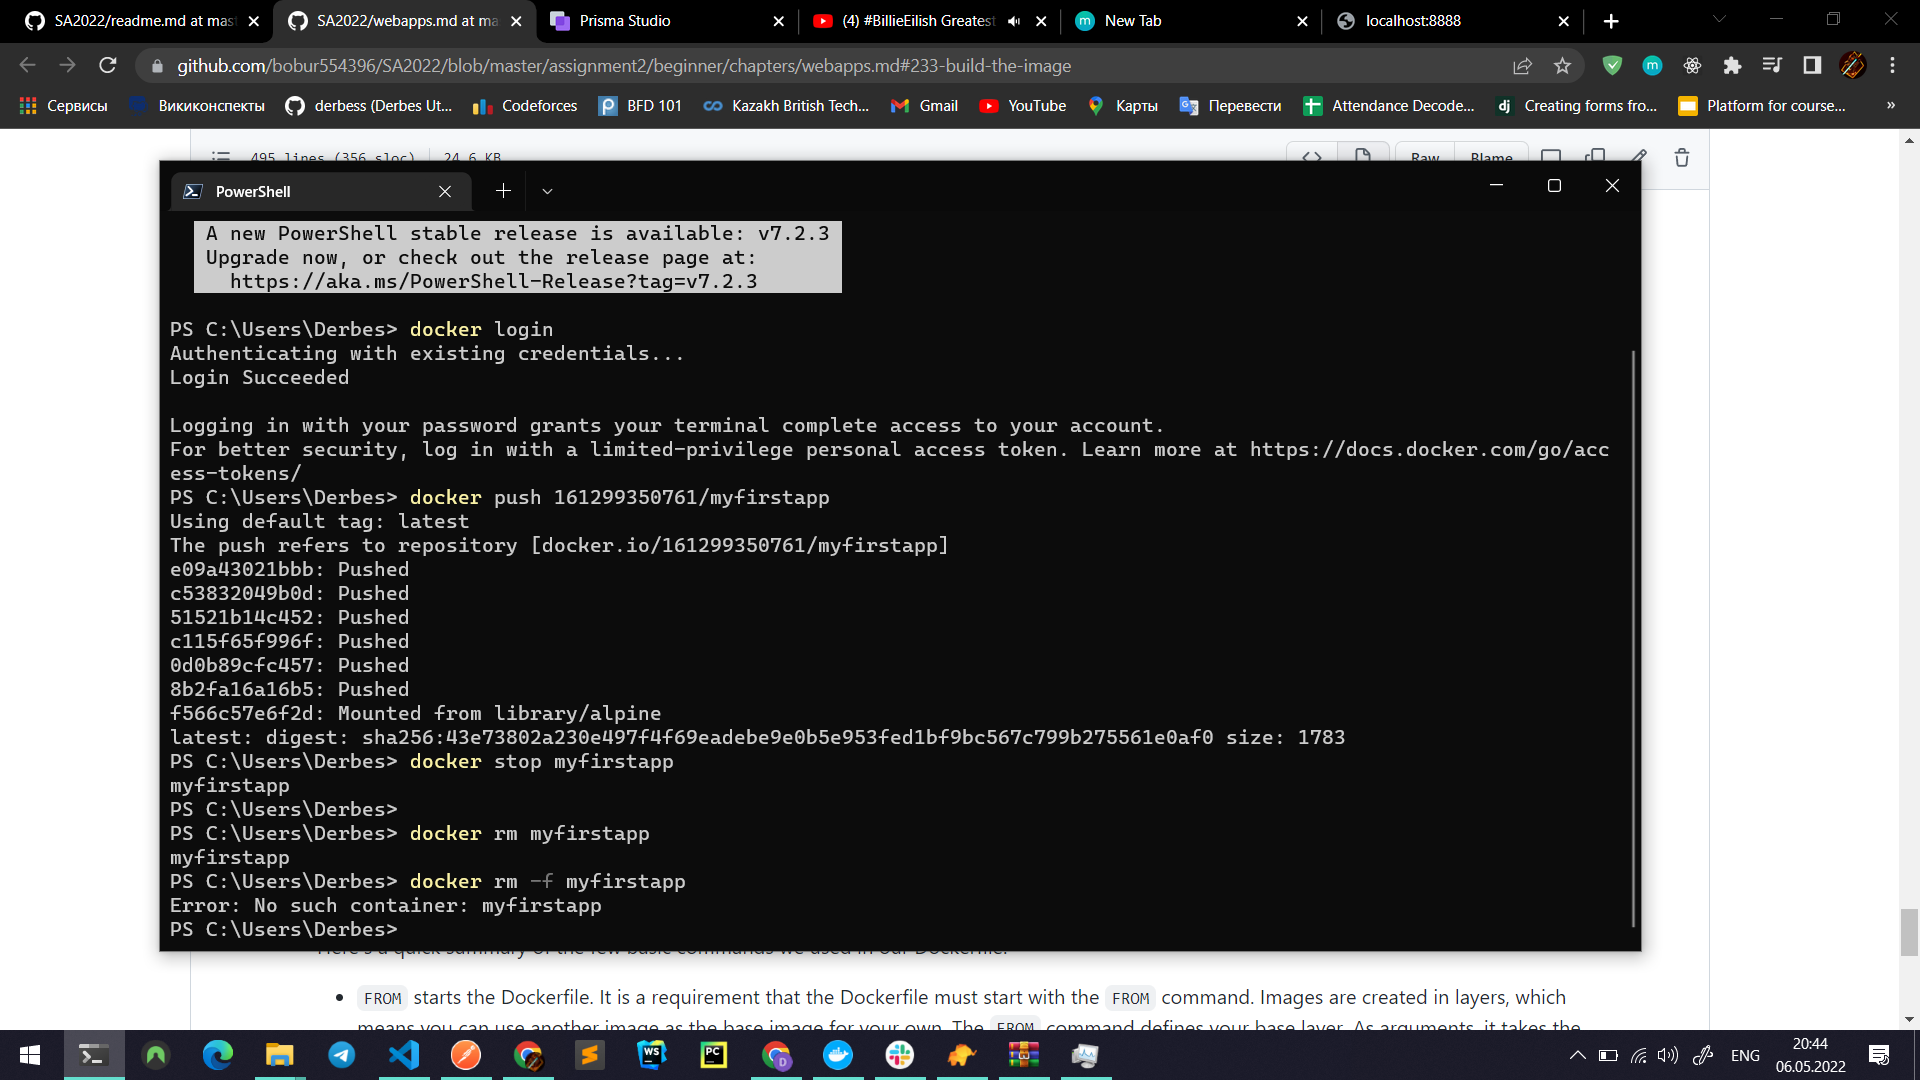 SA2022/readme.md at mas
SA2022/webapps.md at ma
Prisma Studio
(4) #BillieEilish Greatest
New Tab
localhost:8888
github.com/bobur554396/SA2022/blob/master/assignment2/beginner/chapters/webapps.md#233-build-the-image
Сервисы
Викиконспекты
derbess (Derbes Ut...
Codeforces
BFD 101
Kazakh British Tech...
Gmail
YouTube
Карты
Перевести
Attendance Decode...
Creating forms fro...
Platform for course...
»
495 lines (356 sloc) 24.6 KB
Raw
Blame
PowerShell
A new PowerShell stable release is available: v7.2.3
Upgrade now, or check out the release page at:
https://aka.ms/PowerShell-Release?tag=v7.2.3
PS C:\Users\Derbes> docker login
Authenticating with existing credentials...
Login Succeeded
Logging in with your password grants your terminal complete access to your account.
For better security, log in with a limited-privilege personal access token. Learn more at https://docs.docker.com/go/acc
ess-tokens/
PS C:\Users\Derbes> docker push 161299350761/myfirstapp
Using default tag: latest
The push refers to repository [docker.io/161299350761/myfirstapp]
e09a43021bbb: Pushed
c53832049b0d: Pushed
51521b14c452: Pushed
c115f65f996f: Pushed
0d0b89cfc457: Pushed
8b2fa16a16b5: Pushed
f566c57e6f2d: Mounted from library/alpine
latest: digest: sha256:43e73802a230e497f4f69eadebe9e0b5e953fed1bf9bc567c799b275561e0af0 size: 1783
PS C:\Users\Derbes> docker stop myfirstapp
myfirstapp
PS C:\Users\Derbes>
PS C:\Users\Derbes> docker rm myfirstapp
myfirstapp
PS C:\Users\Derbes> docker rm -f myfirstapp
Error: No such container: myfirstapp
PS C:\Users\Derbes>
Here's a quick summary of the few basic commands we used in our Dockerfile.
FROM starts the Dockerfile. It is a requirement that the Dockerfile must start with the FROM command. Images are created in layers, which
means you can use another image as the base image for your own. The FROM command defines your base layer. As arguments, it takes the
ENG
20:44
06.05.2022